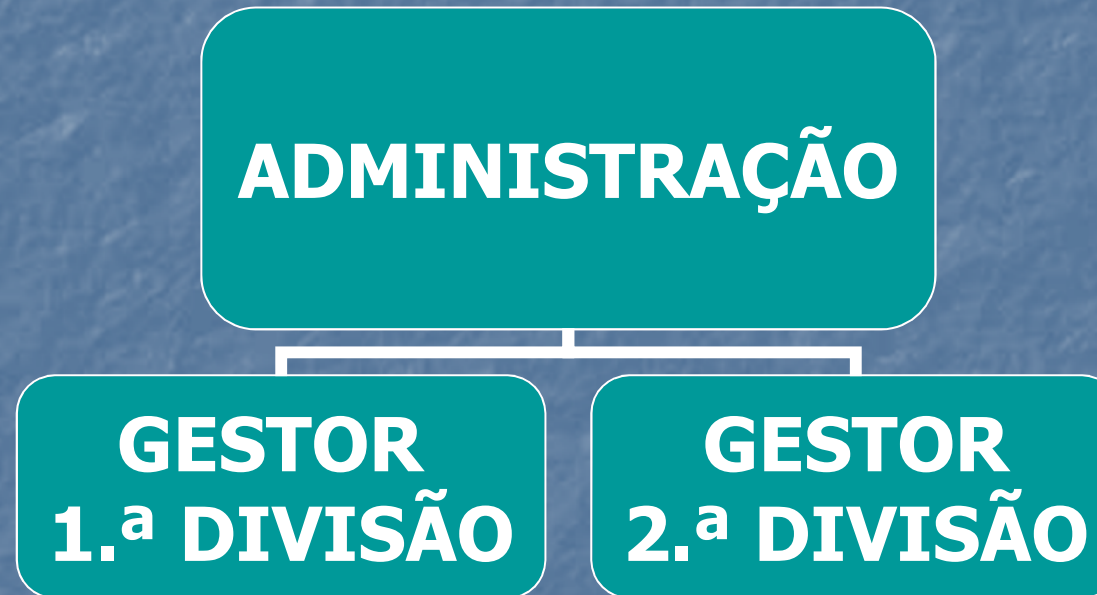 ADMINISTRAÇÃO
GESTOR
1.ª DIVISÃO
GESTOR
2.ª DIVISÃO